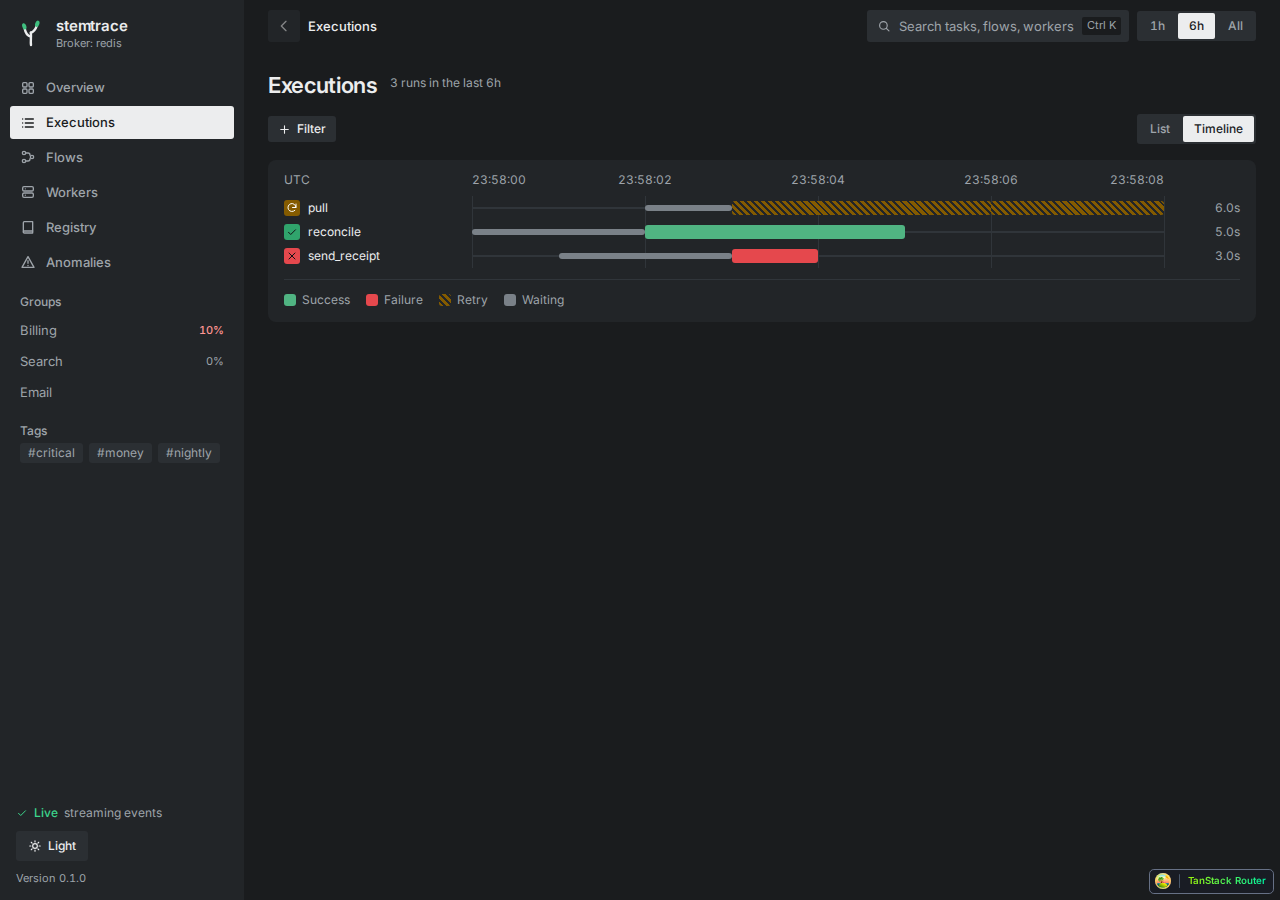 stemtrace
Broker: redis
Overview
Executions
Flows
Workers
Registry
Anomalies
Groups
Billing 10%
Search 0%
Email
Tags
#critical #money #nightly
Live streaming events
Light
Version 0.1.0
Executions
Search tasks, flows, workers Ctrl K
1h 6h All
Executions 3 runs in the last 6h
Filter
List Timeline
UTC 23:58:00 23:58:02 23:58:04 23:58:06 23:58:08
pull 6.0s
reconcile 5.0s
send_receipt 3.0s
Success Failure Retry Waiting
TanStack Router